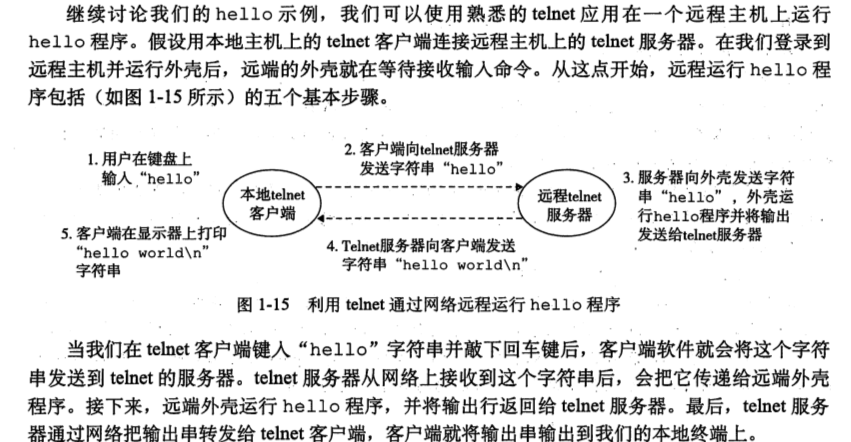 继续讨论我们的 hello 示例，我们可以使用熟悉的 telnet 应用在一个远程主机上运行
hello 程序。假设用本地主机上的 telnet 客户端连接远程主机上的 telnet 服务器。在我们登录到
远程主机并运行外壳后，远端的外壳就在等待接收输入命令。从这点开始，远程运行 hello 程
序包括（如图 1-15 所示）的五个基本步骤。
1. 用户在键盘上
输入“hello”
2. 客户端向telnet服务器
发送字符串“hello”
本地telnet
客户端
远程telnet
服务器
3. 服务器向外壳发送字符
串“hello”，外壳运
行hello程序并将输出
发送给telnet服务器
4. Telnet服务器向客户端发送
字符串“hello world\n”
5. 客户端在显示器上打印
“hello world\n”
字符串
图 1-15 利用 telnet 通过网络远程运行 hello 程序
当我们在 telnet 客户端键入“hello”字符串并敲下回车键后，客户端软件就会将这个字符
串发送到 telnet 的服务器。telnet 服务器从网络上接收到这个字符串后，会把它传递给远端外壳
程序。接下来，远端外壳运行 hello 程序，并将输出行返回给 telnet 服务器。最后，telnet 服务
器通过网络把输出串转发给 telnet 客户端，客户端就将输出串输出到我们的本地终端上。